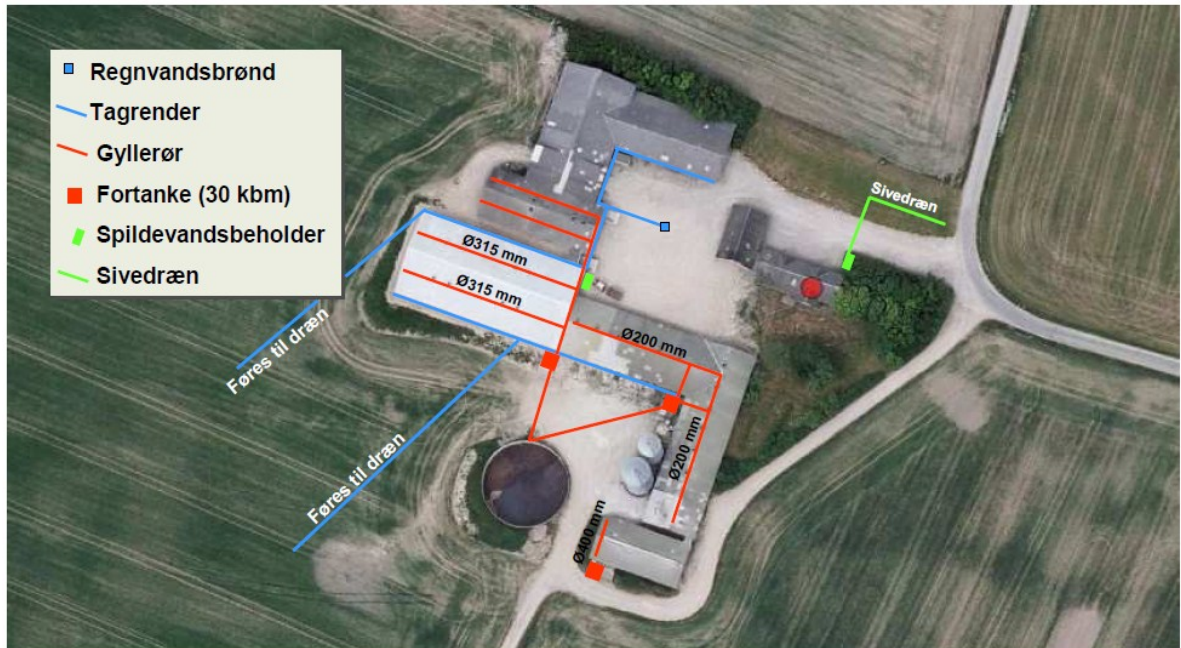 Regnvandsbrønd
Tagrender
Gyllerør
Fortanke (30 kbm)
Spildevandsbeholder
Sivedræn
Sivedræn
Ø315 mm
Ø315 mm
Ø200 mm
Føres til dræn
Føres til dræn
Ø200 mm
Ø400 mm